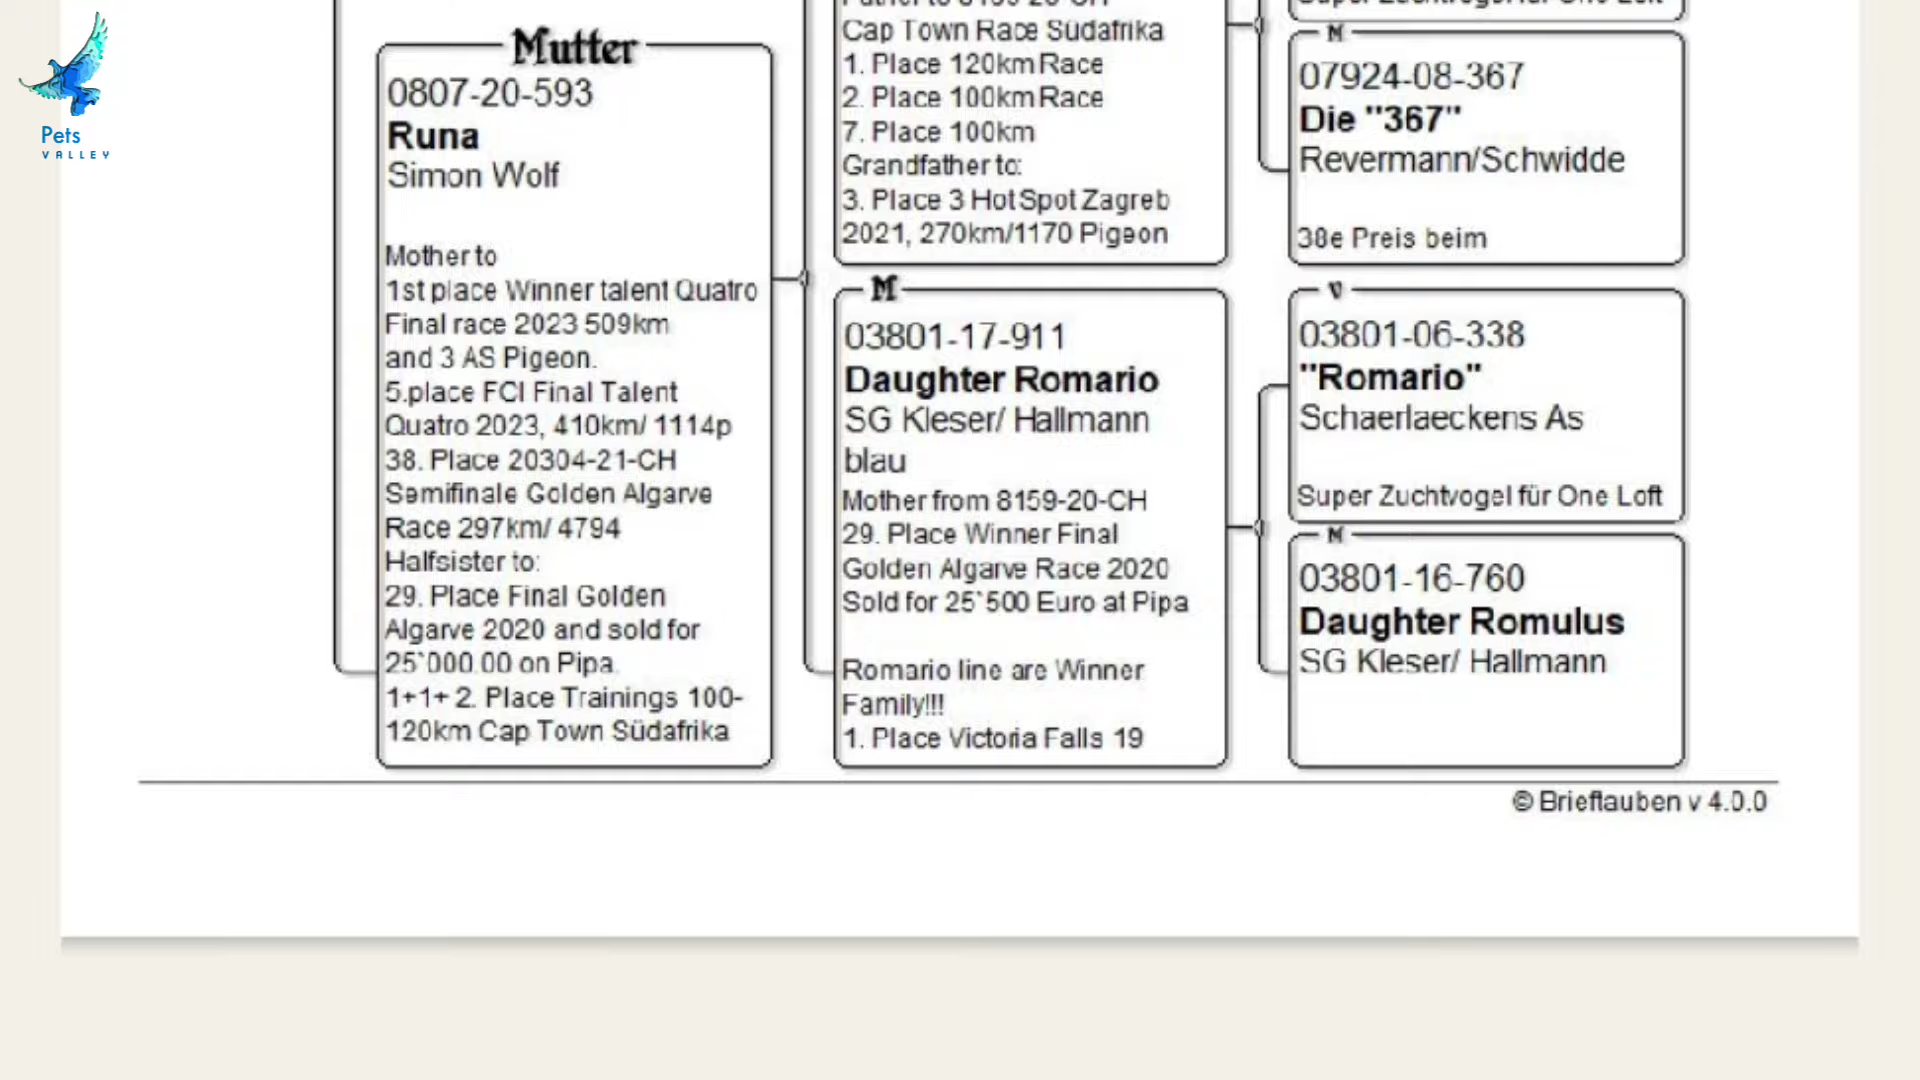 Pets
VALLEY
Mutter
0807-20-593
Runa
Simon Wolf
Mother to
1st place Winner talent Quatro
Final race 2023 509km
and 3 AS Pigeon.
5.place FCI Final Talent
Quatro 2023, 410km/ 1114p
38. Place 20304-21-CH
Semifinale Golden Algarve
Race 297km/ 4794
Halfsister to:
29. Place Final Golden
Algarve 2020 and sold for
25`000.00 on Pipa.
1+1+ 2. Place Trainings 100-
120km Cap Town Südafrika
Cap Town Race Südafrika
1. Place 120km Race
2. Place 100km Race
7. Place 100km
Grandfather to:
3. Place 3 Hot Spot Zagreb
2021, 270km/1170 Pigeon
M
03801-17-911
Daughter Romario
SG Kleser/ Hallmann
blau
Mother from 8159-20-CH
29. Place Winner Final
Golden Algarve Race 2020
Sold for 25`500 Euro at Pipa
Romario line are Winner
Family!!!
1. Place Victoria Falls 19
M
07924-08-367
Die "367"
Revermann/Schwidde
38e Preis beim
V
03801-06-338
"Romario"
Schaerlaeckens As
Super Zuchtvogel für One Loft
M
03801-16-760
Daughter Romulus
SG Kleser/ Hallmann
© Brieftauben v 4.0.0